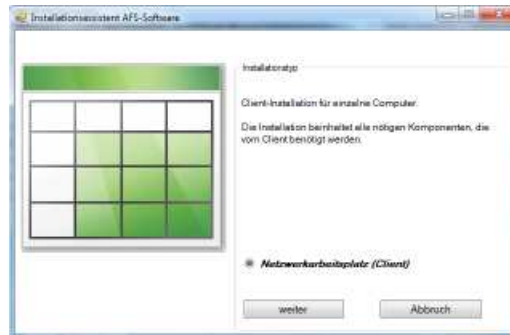 Installationsassistent AFS-Software
Installationstyp
Client-Installation für einzelne Computer.
Die Installation beinhaltet alle nötigen Komponenten, die
vom Client benötigt werden.
Netzwerkarbeitsplatz (Client)
weiter
Abbruch